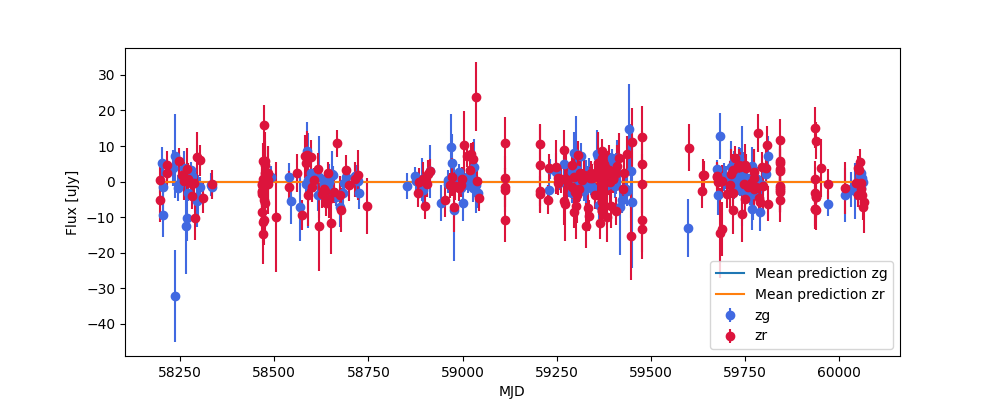 30
20
10
0
−10
−20
−30
−40
Flux [uJy]
58250 58500 58750 59000 59250 59500 59750 60000
MJD
Mean prediction zg
Mean prediction zr
zg
zr